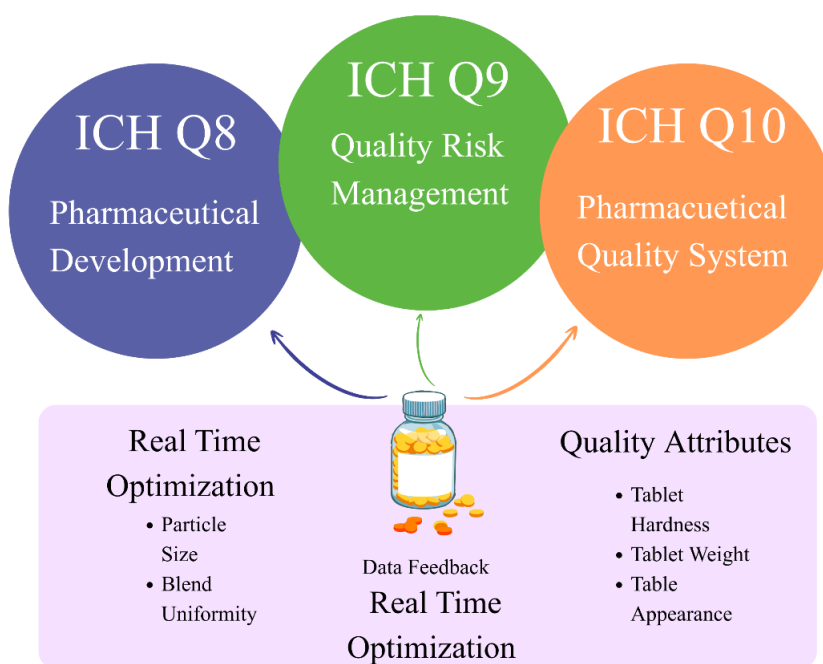 ICH Q8
Pharmaceutical
Development
ICH Q9
Quality Risk
Management
ICH Q10
Pharmacuetical
Quality System
Real Time
Optimization
• Particle
Size
• Blend
Uniformity
Data Feedback
Real Time
Optimization
Quality Attributes
• Tablet
Hardness
• Tablet Weight
• Table
Appearance